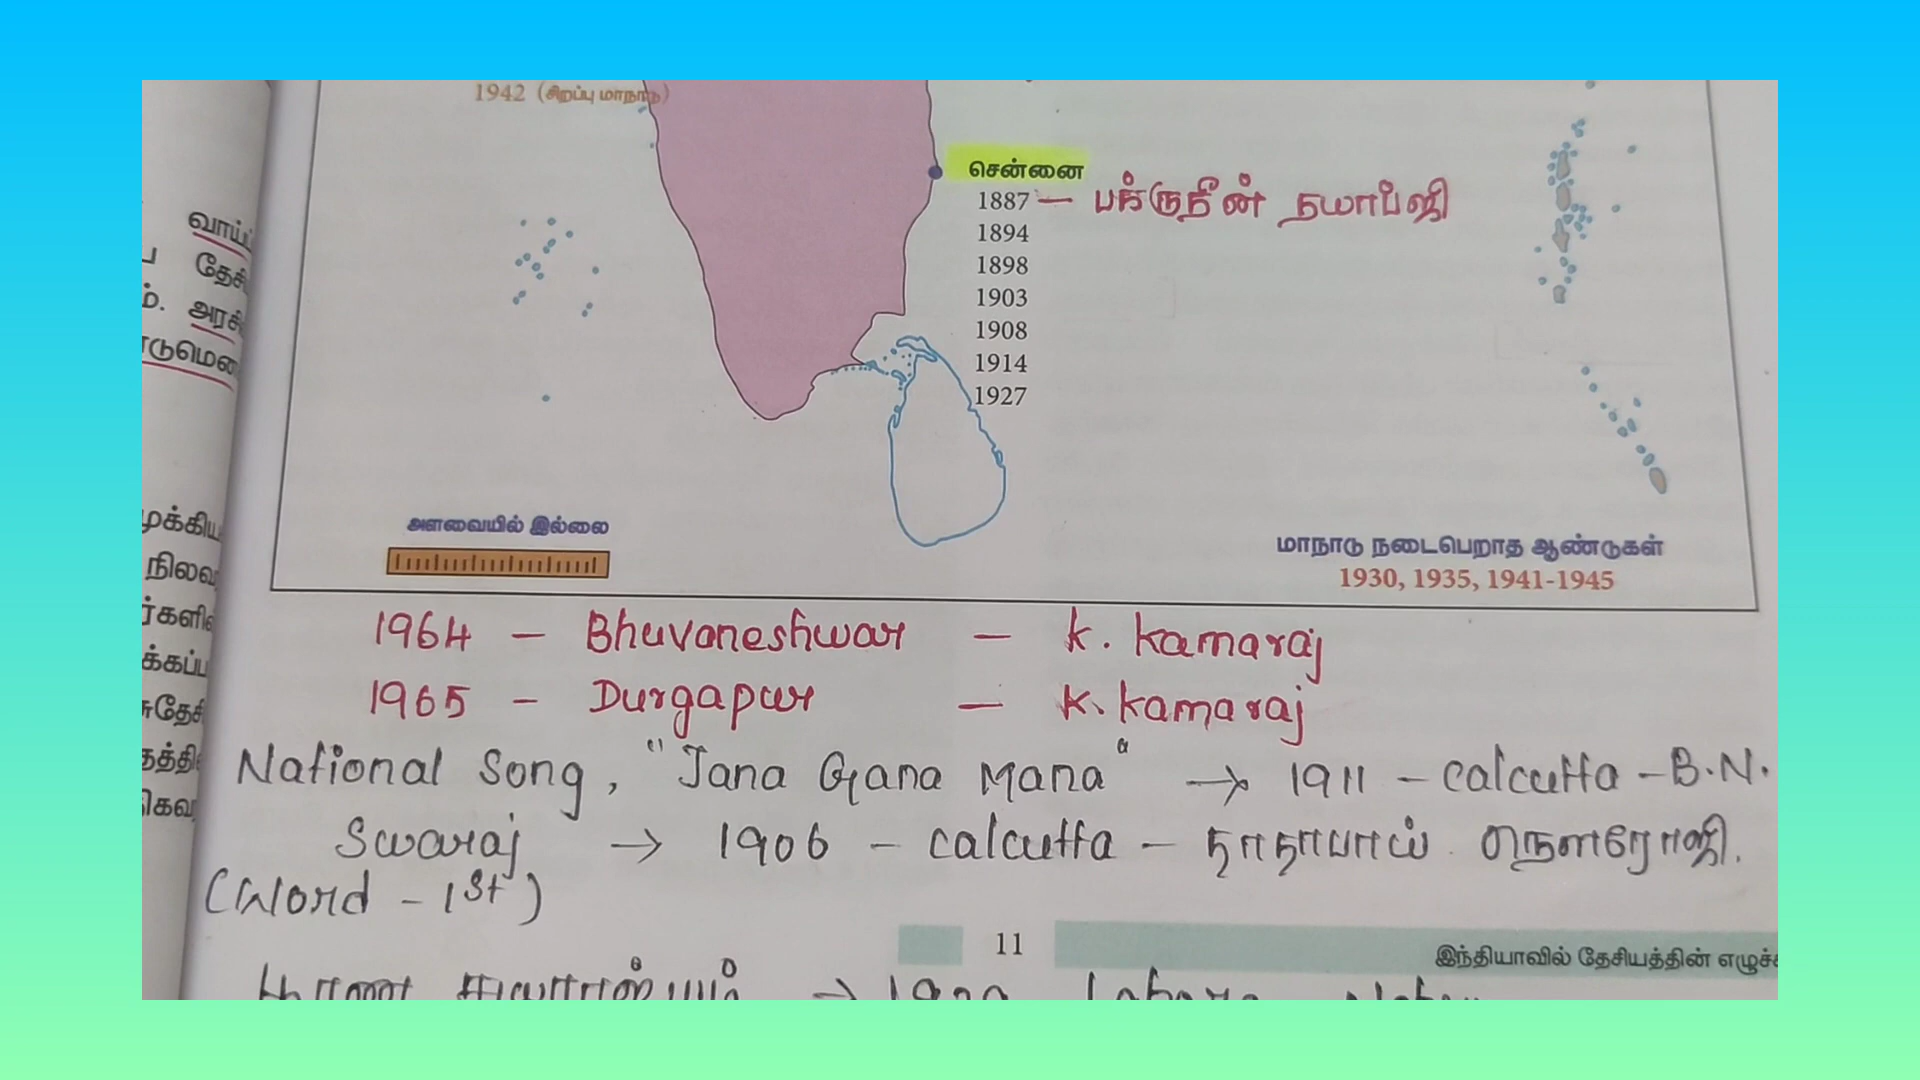 1942 (சிறப்பு மாநாடு)
சென்னை
1887 — பக்ருதீன் தயாப்ஜி
1894
1898
1903
1908
1914
1927
அளவையில் இல்லை
மாநாடு நடைபெறாத ஆண்டுகள்
1930, 1935, 1941-1945
1964 - Bhuvaneshwar - K. Kamaraj
1965 - Durgapur - K. Kamaraj
National Song, "Jana Gana Mana" → 1911 - Calcutta - B.N.
Swaraj → 1906 - Calcutta - தாதாபாய் நௌரோஜி.
(Word - 1st)
11
இந்தியாவில் தேசியத்தின்